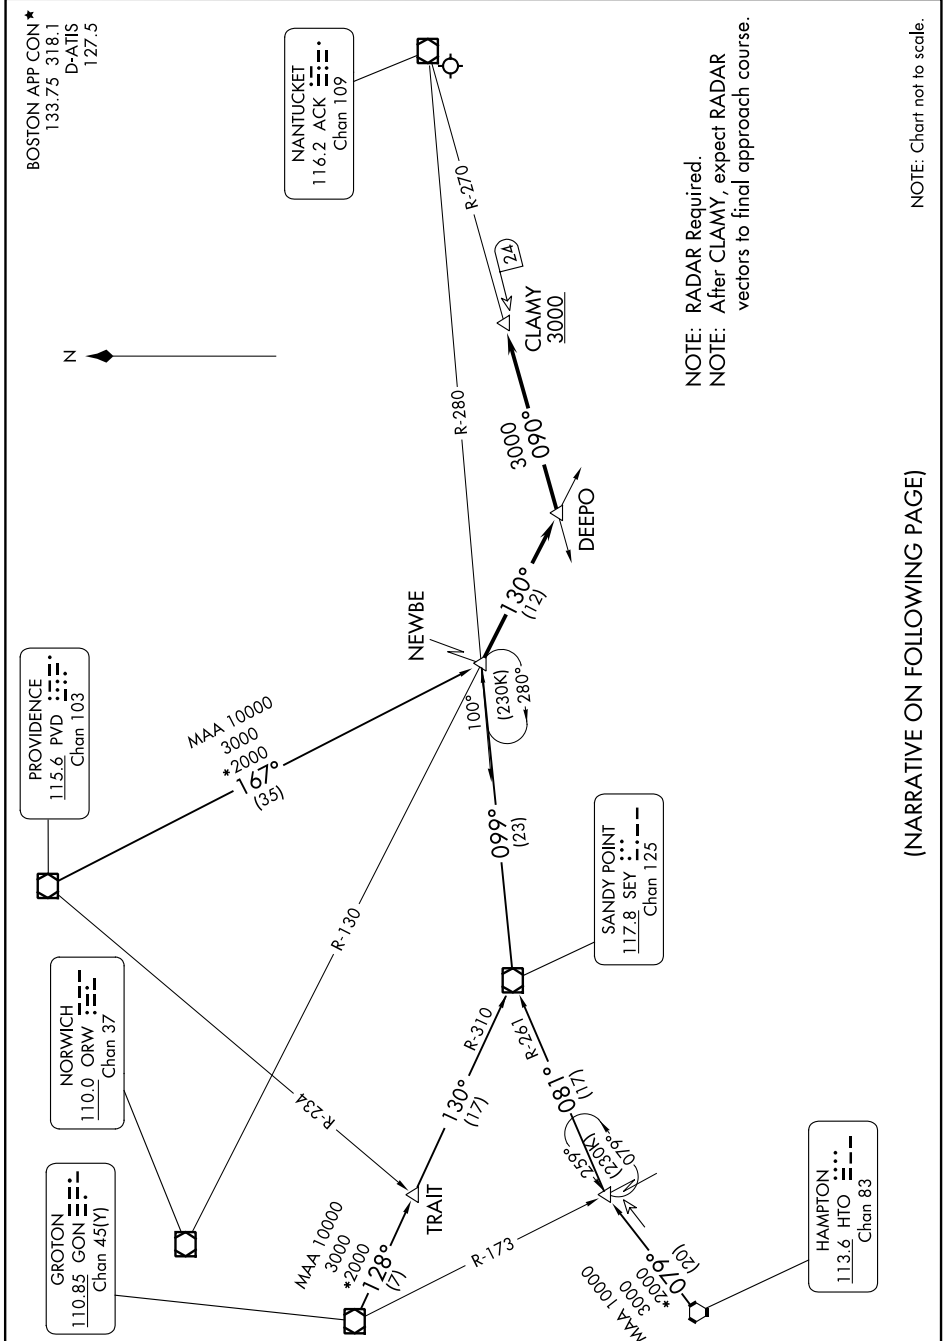 BOSTON APP CON★
133.75 318.1
D-ATIS
127.5
NANTUCKET
116.2 ACK
Chan 109
N
R-270
R-280
24
CLAMY
3000
3000
090°
NOTE: RADAR Required.
NOTE: After CLAMY, expect RADAR
vectors to final approach course.
NOTE: Chart not to scale.
DEEPO
130°
(12)
NEWBE
100°
(230K)
280°
PROVIDENCE
115.6 PVD
Chan 103
MAA 10000
3000
*2000
167°
(35)
099°
(23)
R-130
SANDY POINT
117.8 SEY
Chan 125
NORWICH
110.0 ORW
Chan 37
R-234
R-310
130°
(17)
TRAIT
R-261
081°
(17)
259°
(230K)
079°
GROTON
110.85 GON
Chan 45(Y)
MAA 10000
3000
*2000
128°
(7)
R-173
MAA 10000
3000
*2000
079°
(20)
HAMPTON
113.6 HTO
Chan 83
(NARRATIVE ON FOLLOWING PAGE)